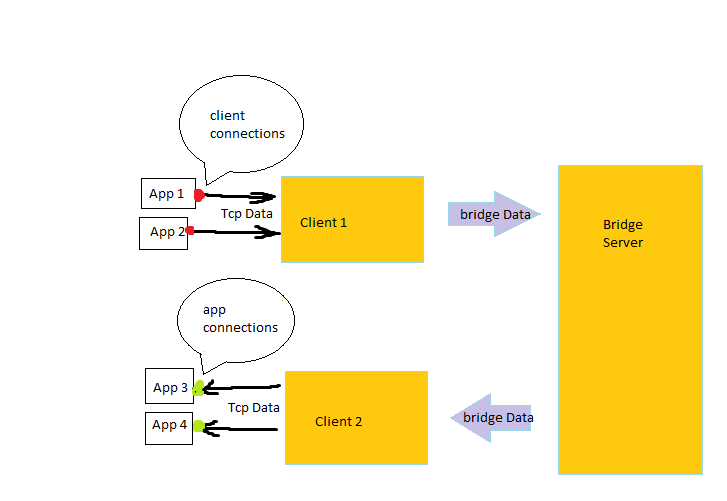 client
connections
App 1
Tcp Data
App 2
Client 1
bridge Data
Bridge
Server
app
connections
App 3
Tcp Data
App 4
Client 2
bridge Data